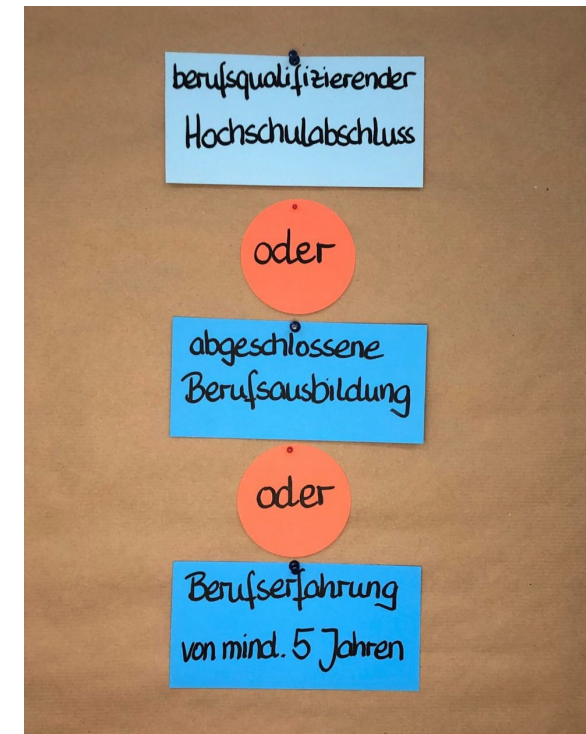 berufsqualifizierender
Hochschulabschluss
oder
abgeschlossene
Berufsausbildung
oder
Berufserfahrung
von mind. 5 Jahren